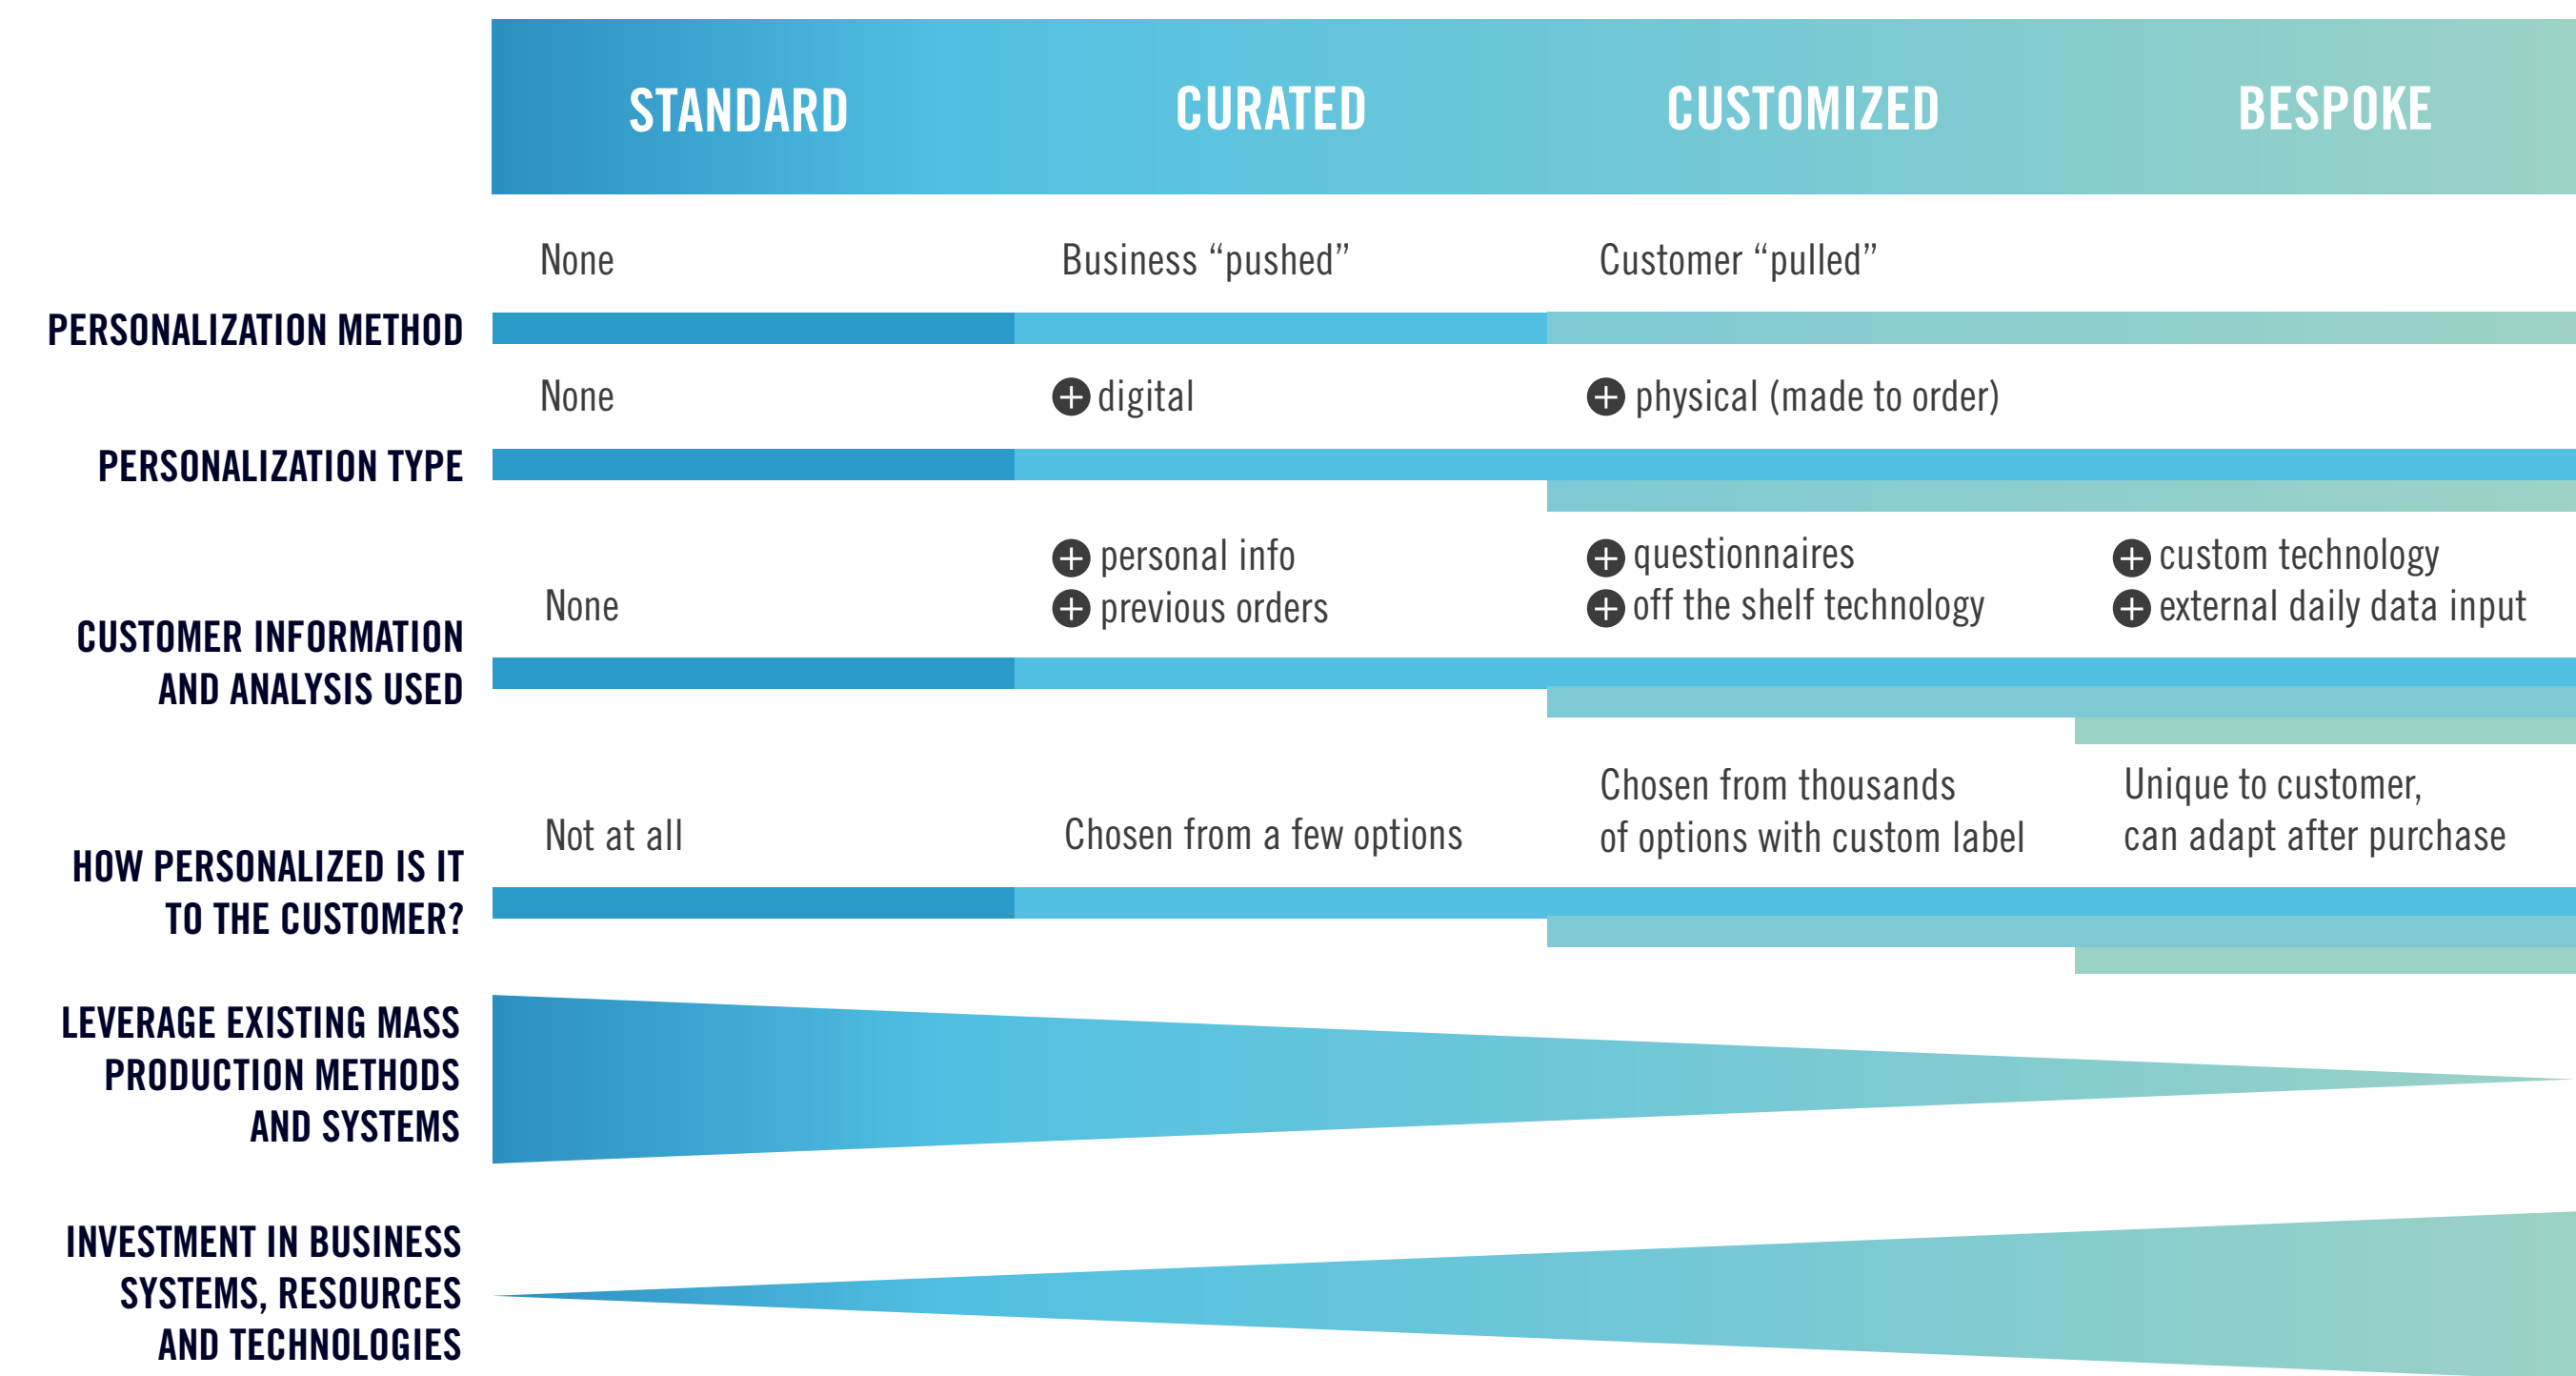 STANDARD CURATED CUSTOMIZED BESPOKE
None Business “pushed” Customer “pulled”
PERSONALIZATION METHOD
None + digital + physical (made to order)
PERSONALIZATION TYPE
None
+ personal info
+ previous orders
+ questionnaires
+ off the shelf technology
+ custom technology
+ external daily data input
CUSTOMER INFORMATION
AND ANALYSIS USED
Not at all
Chosen from a few options
Chosen from thousands
of options with custom label
Unique to customer,
can adapt after purchase
HOW PERSONALIZED IS IT
TO THE CUSTOMER?
LEVERAGE EXISTING MASS
PRODUCTION METHODS
AND SYSTEMS
INVESTMENT IN BUSINESS
SYSTEMS, RESOURCES
AND TECHNOLOGIES